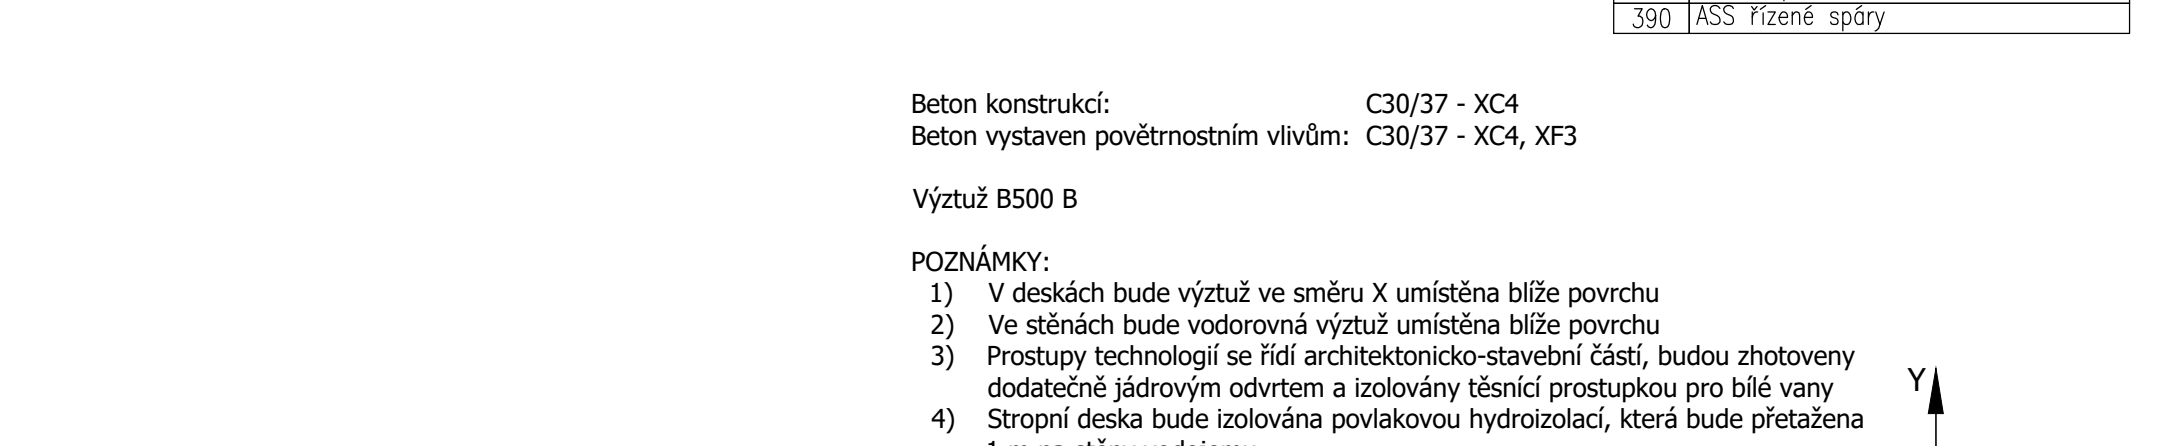 390 ASS řízené spáry
Beton konstrukcí: C30/37 - XC4
Beton vystaven povětrnostním vlivům: C30/37 - XC4, XF3
Výztuž B500 B
POZNÁMKY:
1) V deskách bude výztuž ve směru X umístěna blíže povrchu
2) Ve stěnách bude vodorovná výztuž umístěna blíže povrchu
3) Prostupy technologií se řídí architektonicko-stavební částí, budou zhotoveny
dodatečně jádrovým odvrtem a izolovány těsnící prostupkou pro bílé vany
Y
4) Stropní deska bude izolována povlakovou hydroizolací, která bude přetažena